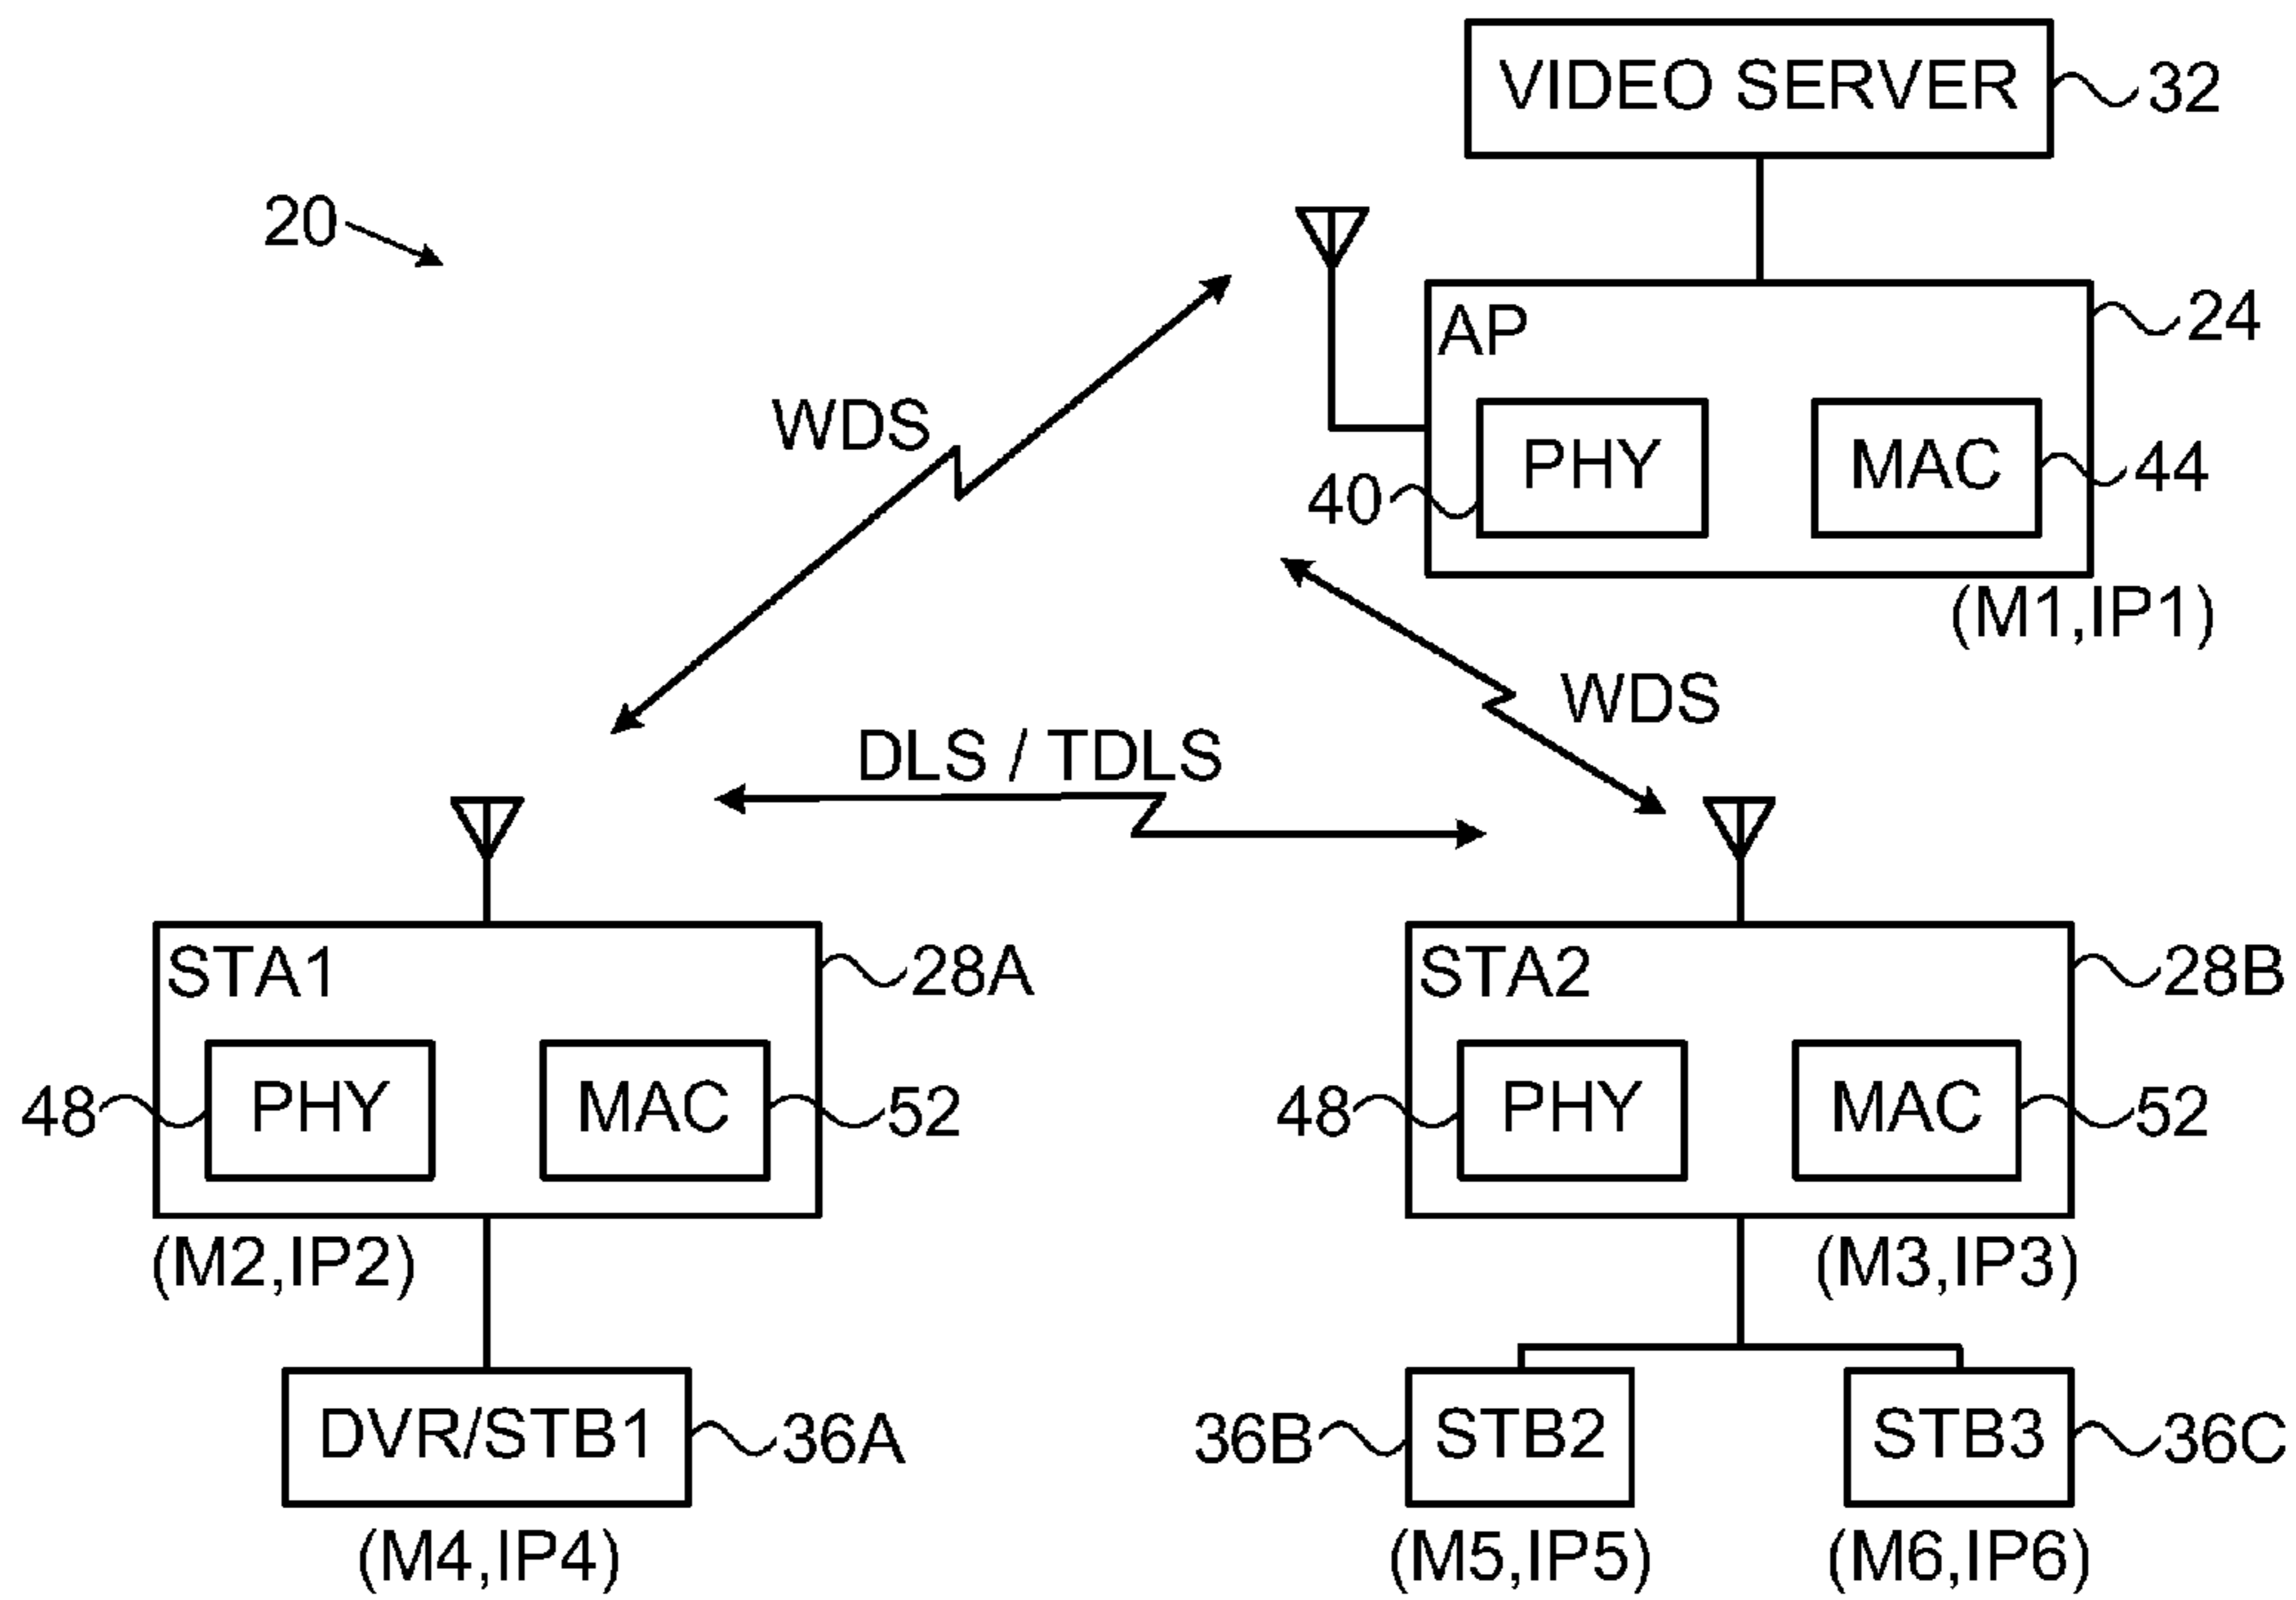 VIDEO SERVER
32
20
AP
24
WDS
PHY
MAC
40
44
(M1,IP1)
WDS
DLS / TDLS
STA1
28A
STA2
28B
48
PHY
MAC
52
48
PHY
MAC
52
(M2,IP2)
(M3,IP3)
DVR/STB1
36A
36B
STB2
STB3
36C
(M4,IP4)
(M5,IP5)
(M6,IP6)